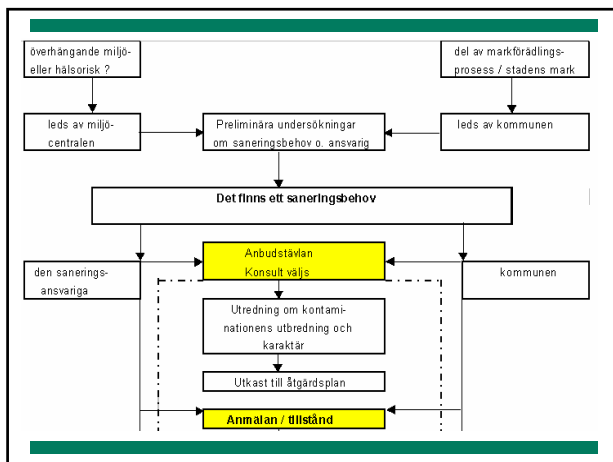 överhängande miljö-
eller hälsorisk ?
del av markförädlings-
prosess / stadens mark
leds av miljö-
centralen
Preliminära undersökningar
om saneringsbehov o. ansvarig
leds av kommunen
Det finns ett saneringsbehov
Anbudstävlan
Konsult väljs
den sanerings-
ansvariga
kommunen
Utredning om kontami-
nationens utbredning och
karaktär
Utkast till åtgärdsplan
Anmälan / tillstånd